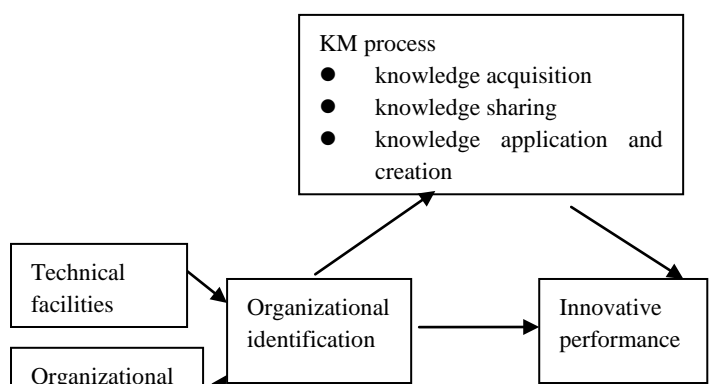 KM process
● knowledge acquisition
● knowledge sharing
● knowledge application and
creation
Technical
facilities
Organizational
identification
Innovative
performance
Organizational